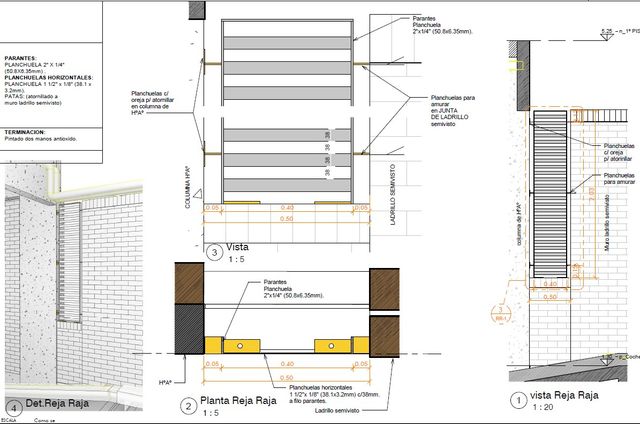 PARANTES:
PLANCHUELA 2" X 1/4"
(50.8X6.35mm) :
PLANCHUELAS HORIZONTALES:
PLANCHUELA 1 1/2" x 1/8" (38.1 x
3.2mm).
PATAS: (atornillado a
muro ladrillo semivisto)
TERMINACION:
Pintado dos manos antioxido.
4
Det.Reja Raja
ESCALA
Como se
Parantes
Planchuela
2"x1/4" (50.8x6.35mm).
Planchuelas c/
oreja p/ atornillar
en columna de
HºAº
Planchuelas para
amurar
en JUNTA
DE LADRILLO
semivisto
38
38
38
COLUMNA HºAº
LADRILLO SEMIVISTO
0.05
0.40
0.05
0.50
3
Vista
1 : 5
Parantes
Planchuela
2"x1/4" (50,8x6.35mm).
0.05
0.40
0.05
0.50
HºAº
Planchuelas horizontales
1 1/2"x 1/8" (38.1x3.2mm) c/38mm.
a filo parantes.
Ladrillo semivisto
2
Planta Reja Raja
1 : 5
5.25 - n_1º PIS
Planchuelas
c/ oreja
p/ atornillar
Planchuelas
para amurar
columna de HºAº
Muro ladrillo semivisto
0.40
0.50
3
1
vista Reja Raja
1 : 20